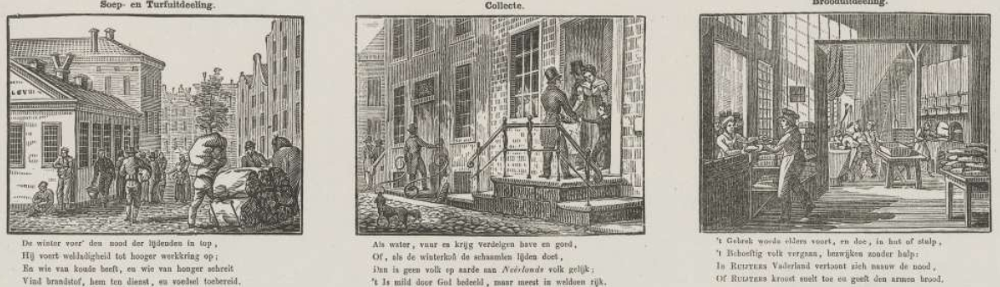 Soep- en Turfuitdeeling.
De winter voer' den nood der lijdenden in top,
Hij voert weldadigheid tot hooger werkkring op;
En wie van koude beeft, en wie van honger schreit
Vind brandstof, hem ten dienst, en voedsel toebereid.
Collecte.
Als water, vuur en krijg verdelgen have en goed,
Of, als de winterkoû de schaamlen lijden doet,
Dan is geen volk op aarde aan Neêrlands volk gelijk;
't Is mild door God bedeeld, maar meest in weldoen rijk.
Brooduitdeeling.
't Gebrek woede elders voort, en doe, in hut of stulp,
't Behoeftig volk vergaan, bezwijken zonder hulp:
In RUIJTERS Vaderland vertoont zich naauw de nood,
Of RUIJTERS kroost snelt toe en geeft den armen brood.